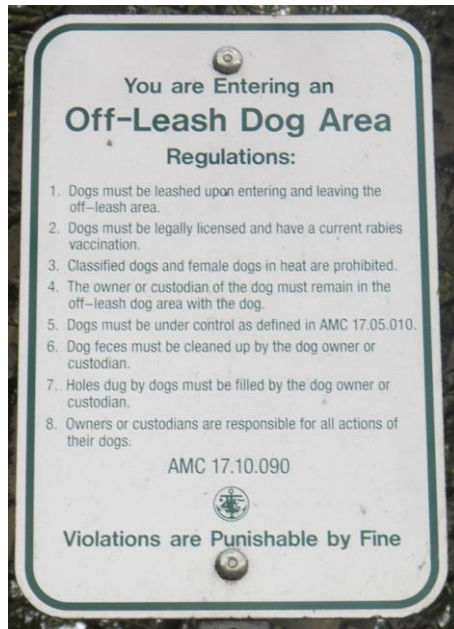 You are Entering an
Off-Leash Dog Area
Regulations:
1. Dogs must be leashed upon entering and leaving the
off-leash area.
2. Dogs must be legally licensed and have a current rabies
vaccination.
3. Classified dogs and female dogs in heat are prohibited.
4. The owner or custodian of the dog must remain in the
off-leash dog area with the dog.
5. Dogs must be under control as defined in AMC 17.05.010.
6. Dog feces must be cleaned up by the dog owner or
custodian.
7. Holes dug by dogs must be filled by the dog owner or
custodian.
8. Owners or custodians are responsible for all actions of
their dogs.
AMC 17.10.090
Violations are Punishable by Fine